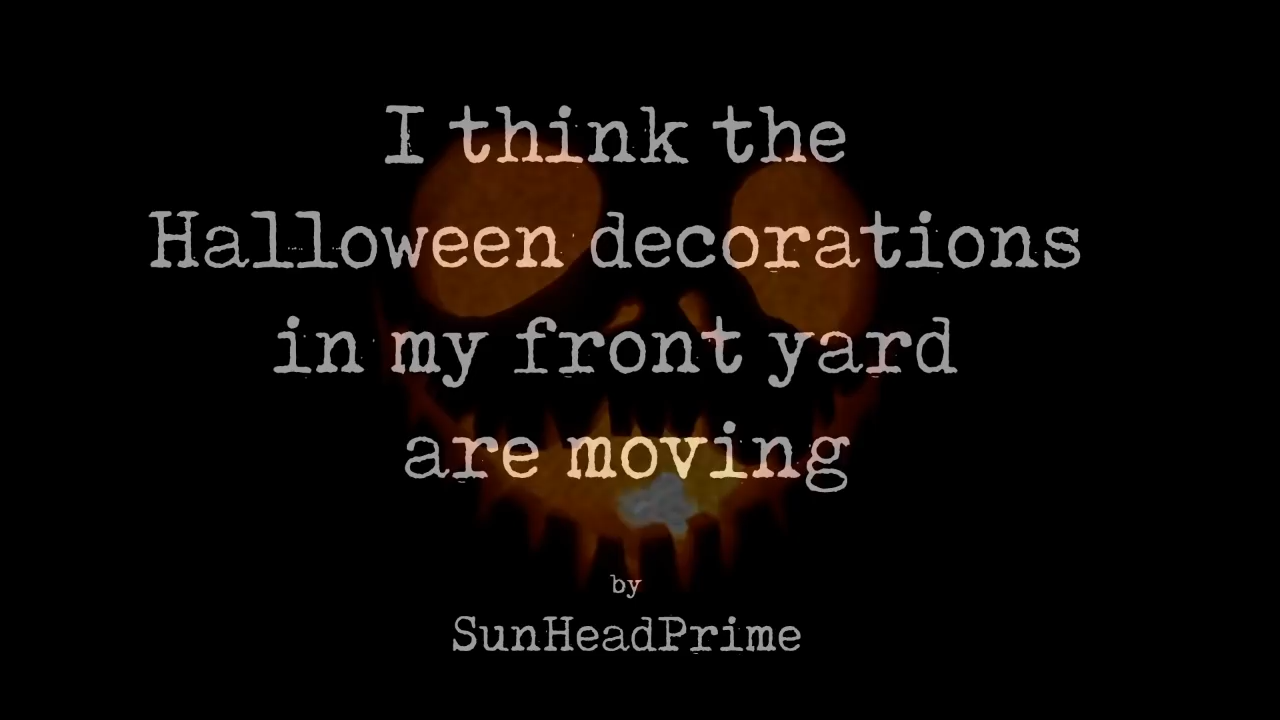 I think the
Halloween decorations
in my front yard
are moving
by
SunHeadPrime